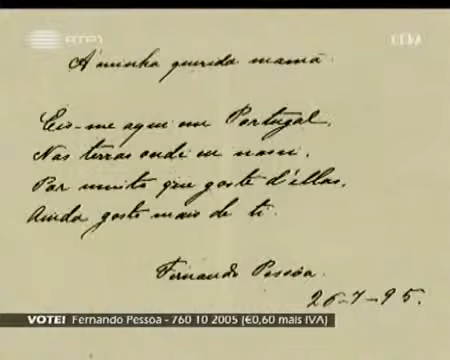 RTP1
Á minha querida mamã
Eis-me aqui em Portugal,
Nas terras onde eu nasci,
Por muito que goste d'ellas,
Ainda gosto mais de ti.
Fernando Pessôa.
26-7-95.
VOTE! Fernando Pessoa - 760 10 2005 (€0,60 mais IVA)